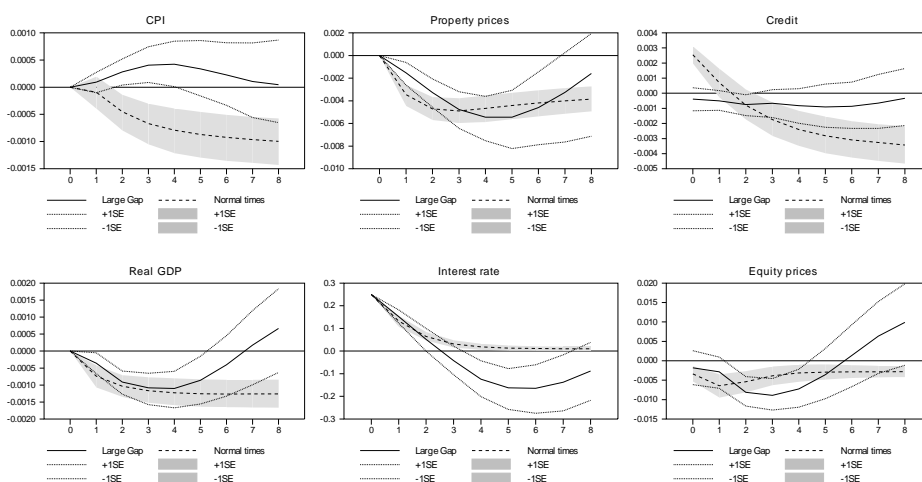 CPI
0.0010
0.0005
0.0000
-0.0005
-0.0010
-0.0015
0 1 2 3 4 5 6 7 8
Large Gap Normal times
+1SE +1SE
-1SE -1SE
Property prices
0.002
0.000
-0.002
-0.004
-0.006
-0.008
-0.010
0 1 2 3 4 5 6 7 8
Large Gap Normal times
+1SE +1SE
-1SE -1SE
Credit
0.004
0.003
0.002
0.001
0.000
-0.001
-0.002
-0.003
-0.004
-0.005
0 1 2 3 4 5 6 7 8
Large Gap Normal times
+1SE +1SE
-1SE -1SE
Real GDP
0.0020
0.0015
0.0010
0.0005
0.0000
-0.0005
-0.0010
-0.0015
-0.0020
0 1 2 3 4 5 6 7 8
Large Gap Normal times
+1SE +1SE
-1SE -1SE
Interest rate
0.3
0.2
0.1
0.0
-0.1
-0.2
-0.3
0 1 2 3 4 5 6 7 8
Large Gap Normal times
+1SE +1SE
-1SE -1SE
Equity prices
0.020
0.015
0.010
0.005
0.000
-0.005
-0.010
-0.015
0 1 2 3 4 5 6 7 8
Large Gap Normal times
+1SE +1SE
-1SE -1SE